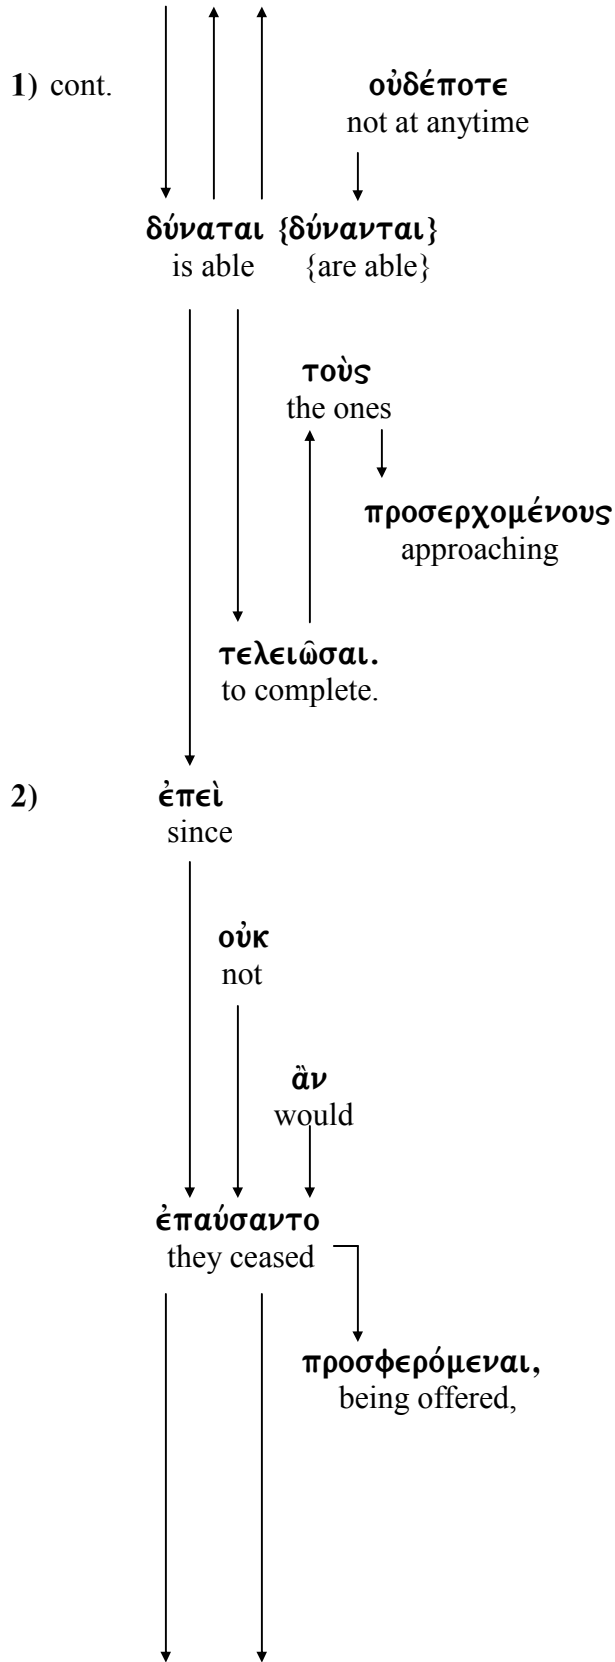 1) cont. οὐδέποτε
not at anytime
δύναται {δύνανται}
is able {are able}
τοὺς
the ones
προσερχομένους
approaching
τελειῶσαι.
to complete.
2) ἐπεὶ
since
οὐκ
not
ἂν
would
ἐπαύσαντο
they ceased
προσφερόμεναι,
being offered,